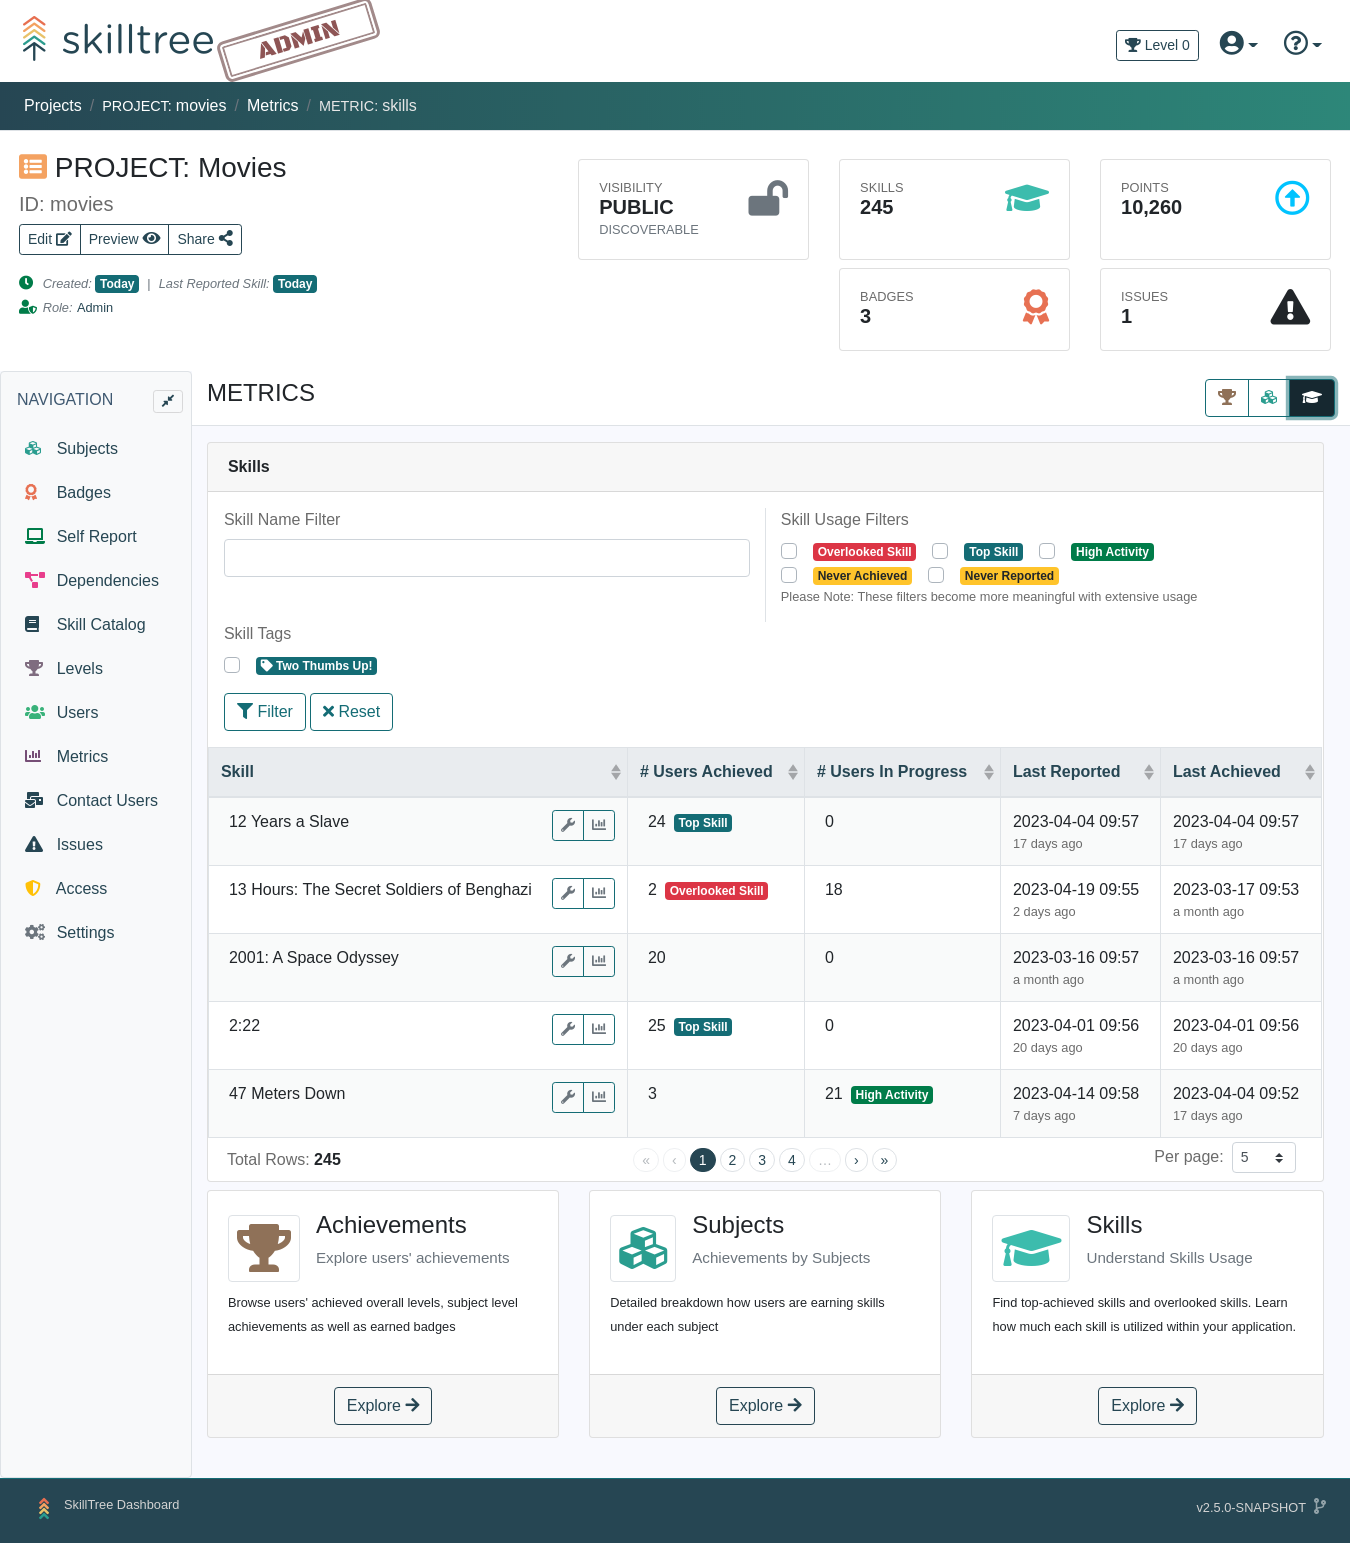 skilltree ADMIN
Level 0
Projects / PROJECT: movies / Metrics / METRIC: skills
PROJECT: Movies
ID: movies
Edit Preview Share
Created: Today | Last Reported Skill: Today
Role: Admin
VISIBILITY
PUBLIC
DISCOVERABLE
SKILLS
245
POINTS
10,260
BADGES
3
ISSUES
1
NAVIGATION
Subjects
Badges
Self Report
Dependencies
Skill Catalog
Levels
Users
Metrics
Contact Users
Issues
Access
Settings
METRICS
Skills
Skill Name Filter
Skill Usage Filters
Overlooked Skill Top Skill High Activity
Never Achieved Never Reported
Please Note: These filters become more meaningful with extensive usage
Skill Tags
Two Thumbs Up!
Filter Reset
Skill # Users Achieved # Users In Progress Last Reported Last Achieved
12 Years a Slave 24 Top Skill 0 2023-04-04 09:57 2023-04-04 09:57
17 days ago 17 days ago
13 Hours: The Secret Soldiers of Benghazi 2 Overlooked Skill 18 2023-04-19 09:55 2023-03-17 09:53
2 days ago a month ago
2001: A Space Odyssey 20 0 2023-03-16 09:57 2023-03-16 09:57
a month ago a month ago
2:22 25 Top Skill 0 2023-04-01 09:56 2023-04-01 09:56
20 days ago 20 days ago
47 Meters Down 3 21 High Activity 2023-04-14 09:58 2023-04-04 09:52
7 days ago 17 days ago
Total Rows: 245 « ‹ 1 2 3 4 … › » Per page: 5
Achievements
Explore users' achievements
Browse users' achieved overall levels, subject level
achievements as well as earned badges
Explore
Subjects
Achievements by Subjects
Detailed breakdown how users are earning skills
under each subject
Explore
Skills
Understand Skills Usage
Find top-achieved skills and overlooked skills. Learn
how much each skill is utilized within your application.
Explore
SkillTree Dashboard
v2.5.0-SNAPSHOT